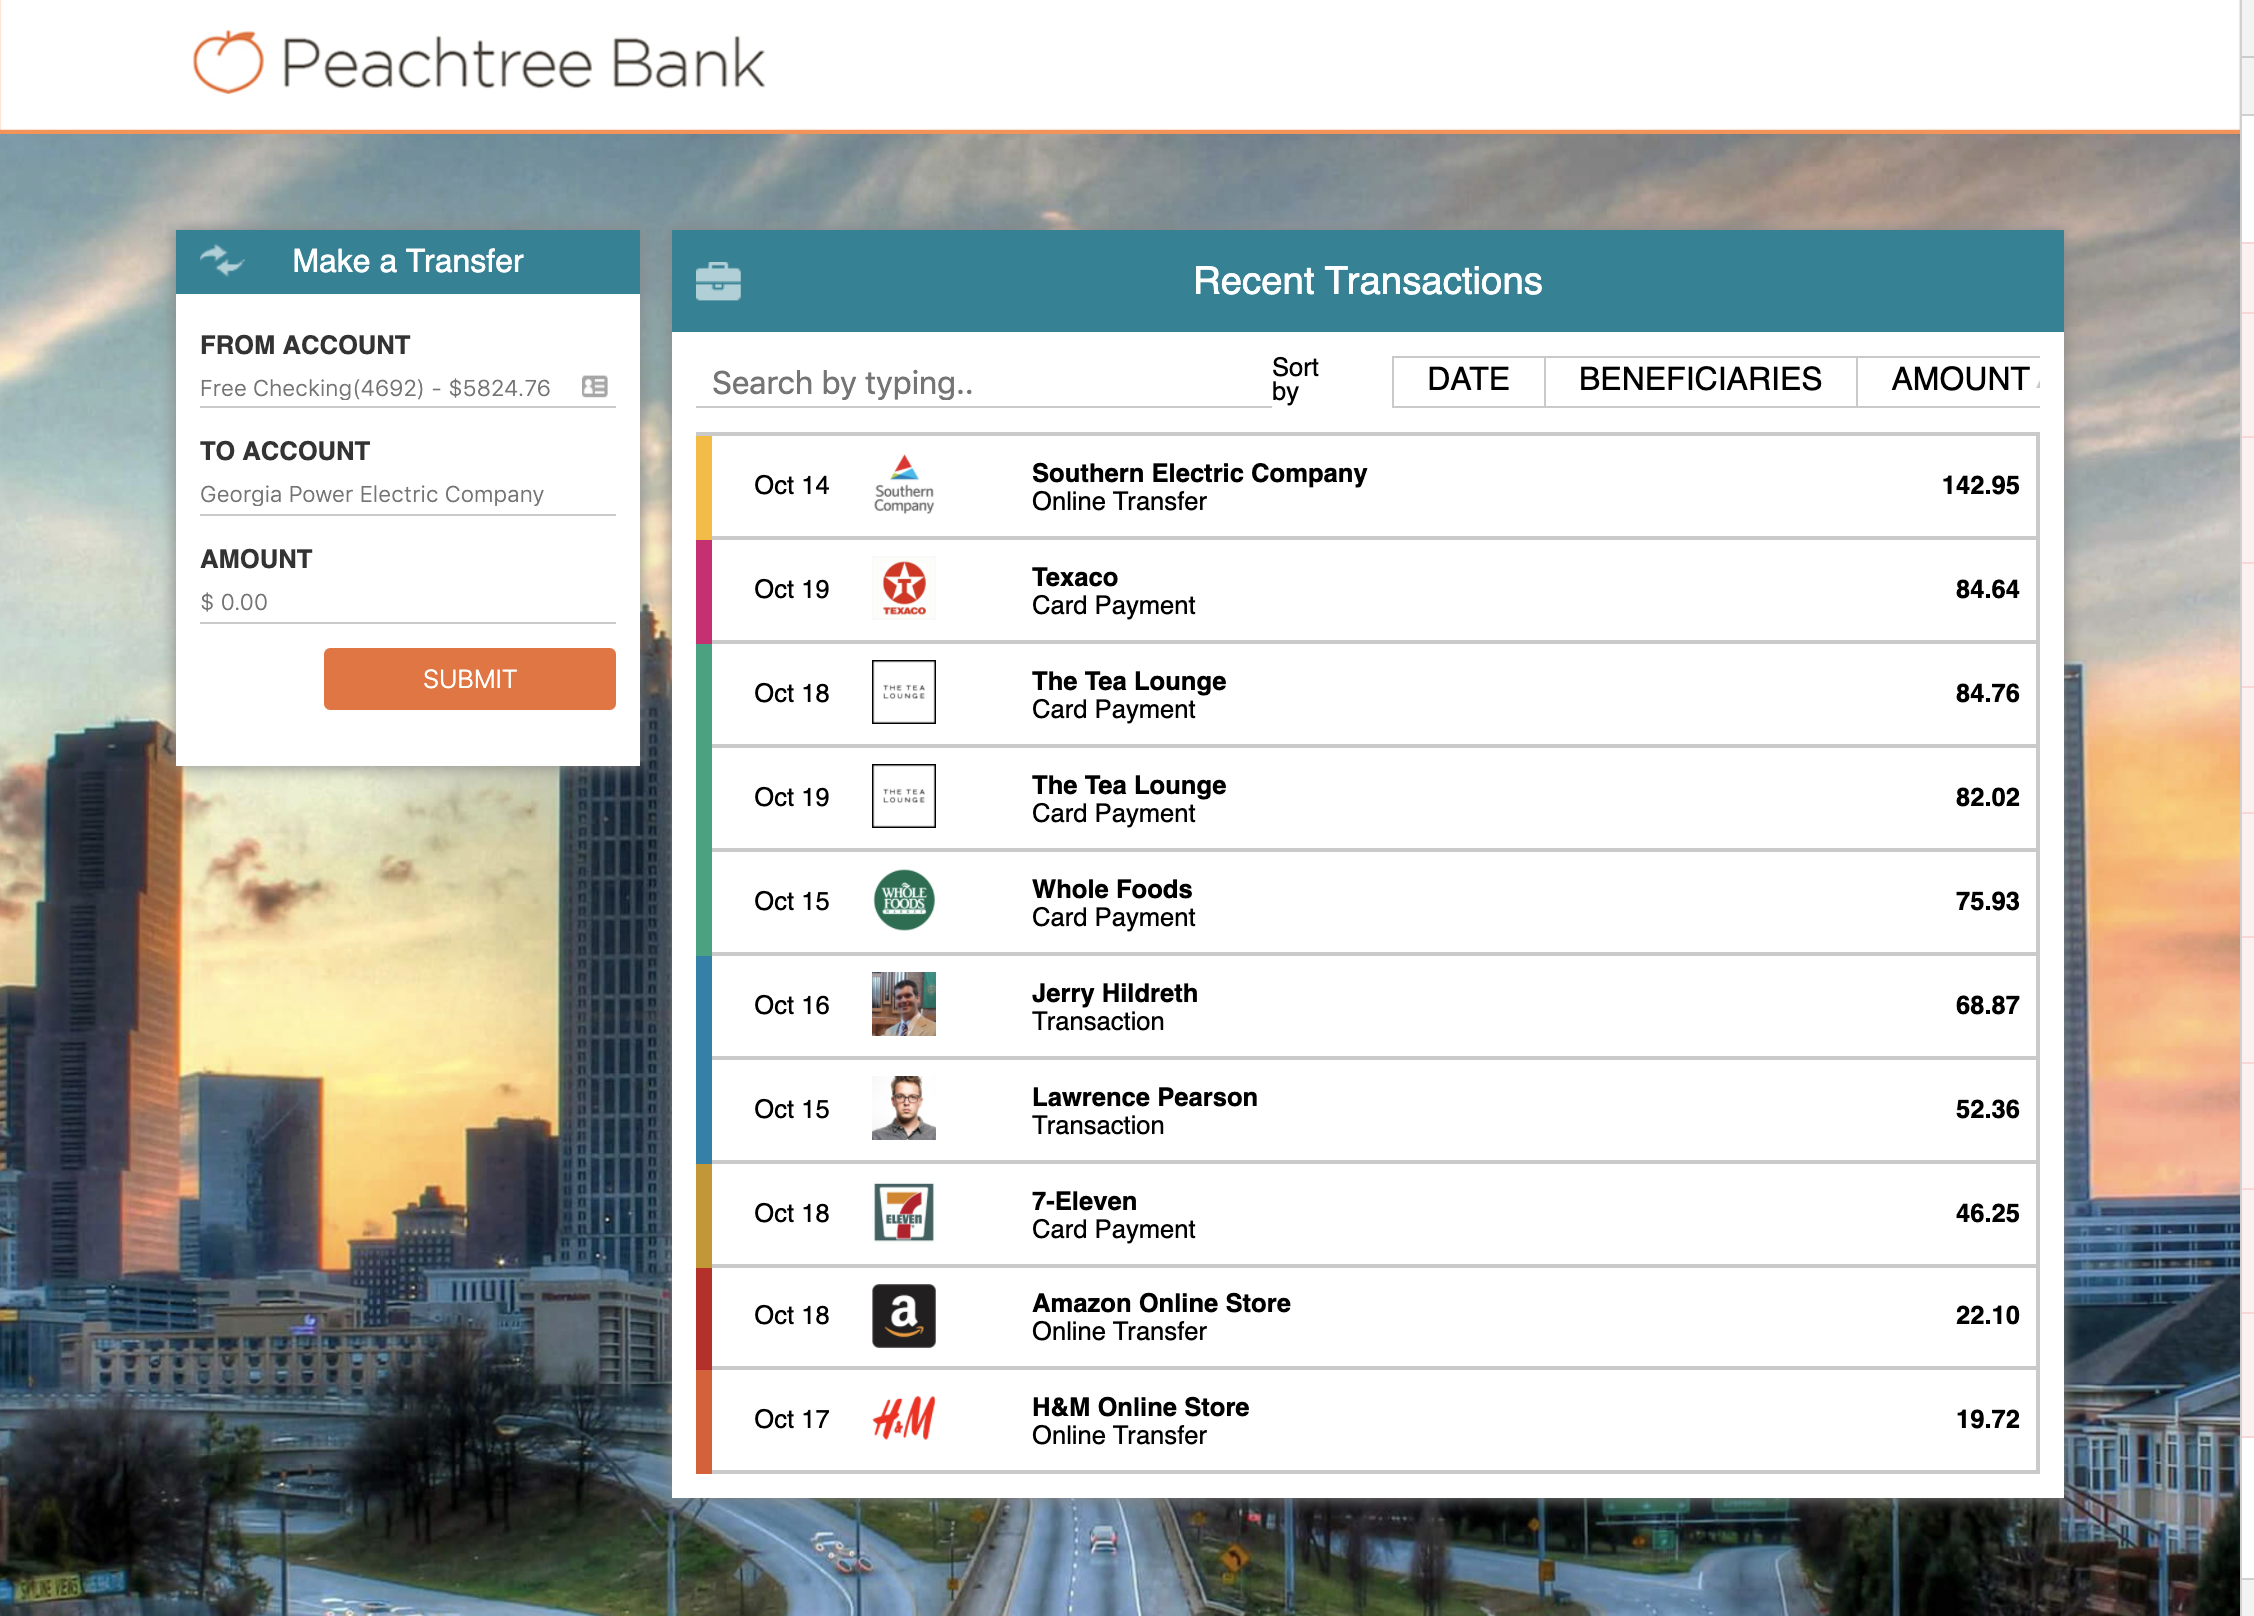 Peachtree Bank
Make a Transfer
FROM ACCOUNT
Free Checking(4692) - $5824.76
TO ACCOUNT
Georgia Power Electric Company
AMOUNT
$ 0.00
SUBMIT
Recent Transactions
Search by typing..
Sort
by
DATE
BENEFICIARIES
AMOUNT
Oct 14
Southern
Company
Southern Electric Company
Online Transfer
142.95
Oct 19
TEXACO
Texaco
Card Payment
84.64
Oct 18
THE TEA
LOUNGE
The Tea Lounge
Card Payment
84.76
Oct 19
THE TEA
LOUNGE
The Tea Lounge
Card Payment
82.02
Oct 15
WHOLE
FOODS
MARKET
Whole Foods
Card Payment
75.93
Oct 16
Jerry Hildreth
Transaction
68.87
Oct 15
Lawrence Pearson
Transaction
52.36
Oct 18
7
ELEVEN
7-Eleven
Card Payment
46.25
Oct 18
a
Amazon Online Store
Online Transfer
22.10
Oct 17
H&M
H&M Online Store
Online Transfer
19.72